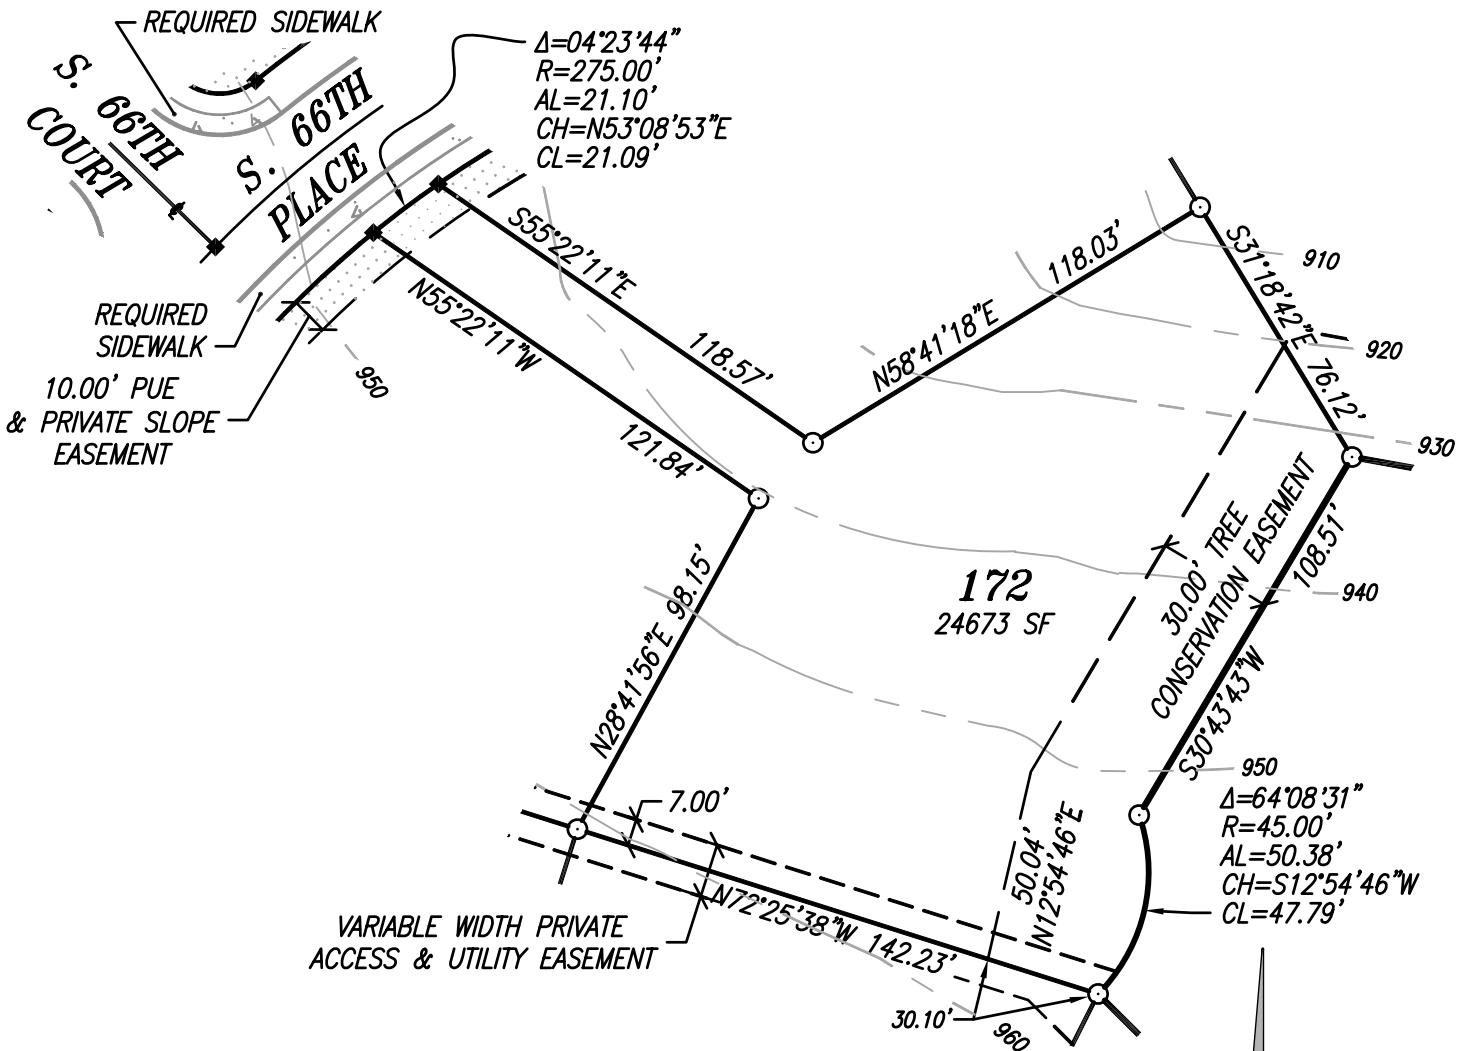 REQUIRED SIDEWALK
S. 66TH
COURT
S. 66TH
PLACE
Δ=04°23'44"
R=275.00'
AL=21.10'
CH=N53°08'53"E
CL=21.09'
REQUIRED
SIDEWALK
10.00' PUE
& PRIVATE SLOPE
EASEMENT
950
S55°22'11"E
118.57'
N55°22'11"W
121.84'
N58°41'18"E
118.03'
S31°18'42"E
76.12'
910
920
930
940
950
30.00' TREE
CONSERVATION EASEMENT
108.51'
S30°43'43"W
172
24673 SF
N28°41'56"E 98.15'
7.00'
50.04'
N12°54'46"E
Δ=64°08'31"
R=45.00'
AL=50.38'
CH=S12°54'46"W
CL=47.79'
N72°25'38"W 142.23'
VARIABLE WIDTH PRIVATE
ACCESS & UTILITY EASEMENT
30.10'
960